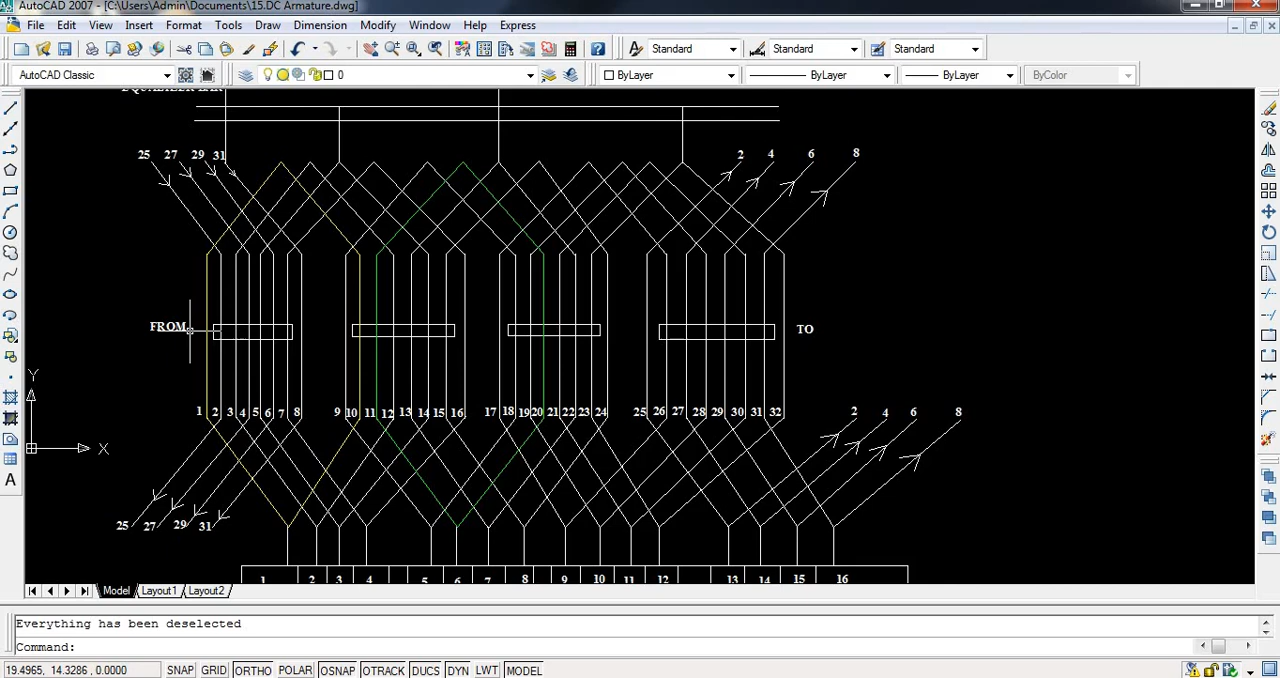 AutoCAD 2007 - [C:\Users\Admin\Documents\15.DC Armature.dwg]
File Edit View Insert Format Tools Draw Dimension Modify Window Help Express
Standard Standard Standard
AutoCAD Classic 0 ByLayer ByLayer ByLayer ByColor
25 27 29 31 2 4 6 8
FROM TO
1 2 3 4 5 6 7 8 9 10 11 12 13 14 15 16 17 18 19 20 21 22 23 24 25 26 27 28 29 30 31 32
2 4 6 8
25 27 29 31
1 2 3 4 5 6 7 8 9 10 11 12 13 14 15 16
Y
X
A
Model Layout1 Layout2
Everything has been deselected
Command:
19.4965, 14.3286 , 0.0000 SNAP GRID ORTHO POLAR OSNAP OTRACK DUCS DYN LWT MODEL